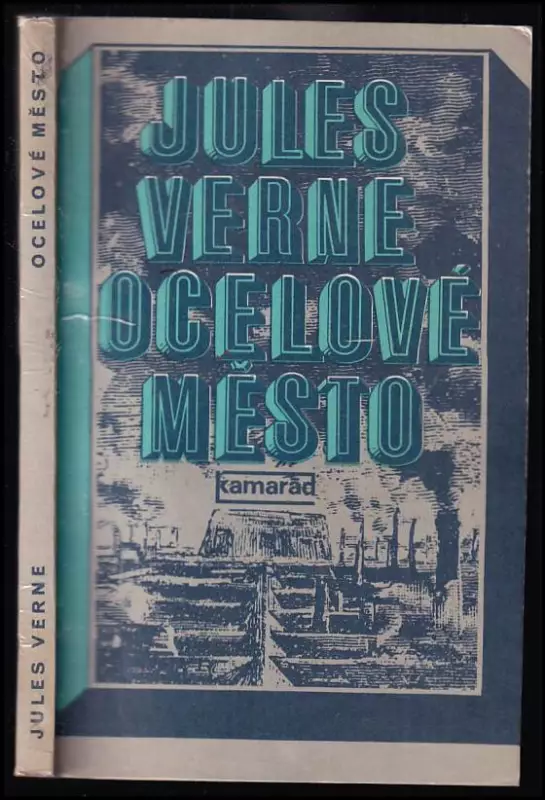 JULES VERNE
OCELOVÉ MĚSTO
JULES
VERNE
OCELOVÉ
MĚSTO
kamarád